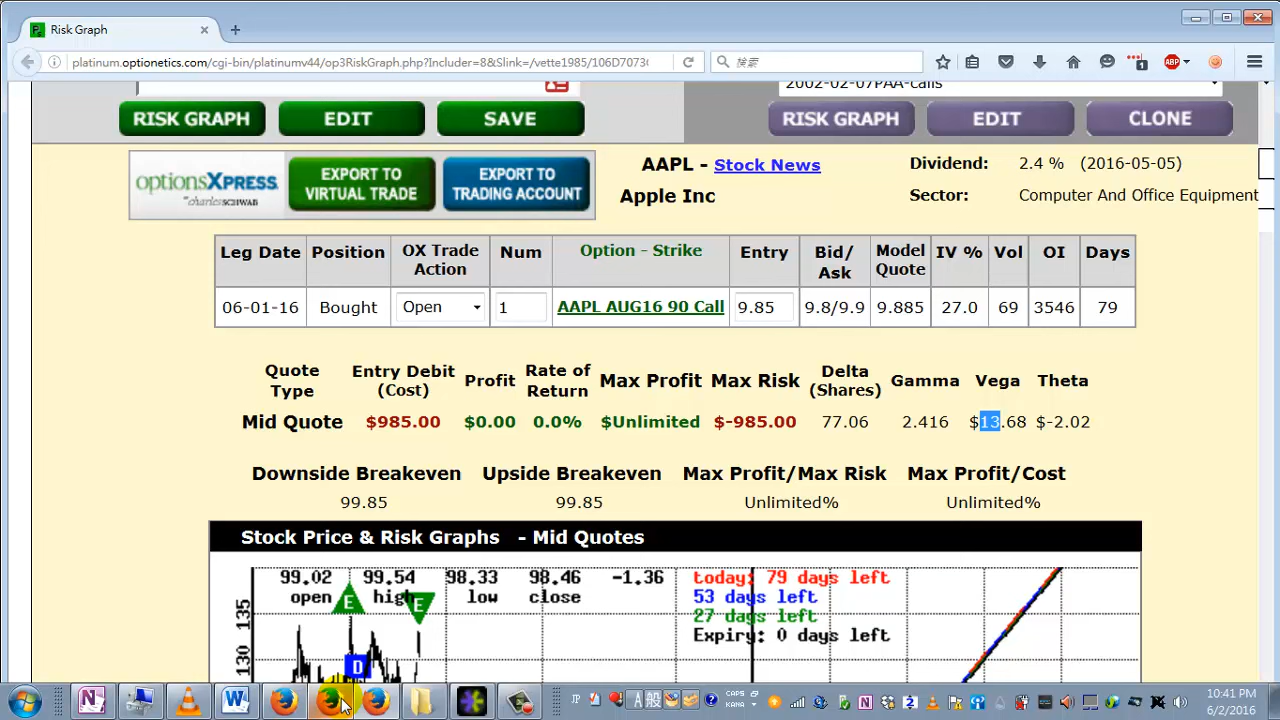 Risk Graph
platinum.optionetics.com/cgi-bin/platinumv44/op3RiskGraph.php?Includer=8&Slink=/vette1985/106D7073(
搜索
2002-02-07PAA-calls
RISK GRAPH EDIT SAVE RISK GRAPH EDIT CLONE
optionsXpress by charles SCHWAB
EXPORT TO VIRTUAL TRADE
EXPORT TO TRADING ACCOUNT
AAPL - Stock News
Apple Inc
Dividend: 2.4 % (2016-05-05)
Sector: Computer And Office Equipment
Leg Date Position OX Trade Action Num Option - Strike Entry Bid/ Ask Model Quote IV % Vol OI Days
06-01-16 Bought Open 1 AAPL AUG16 90 Call 9.85 9.8/9.9 9.885 27.0 69 3546 79
Quote Type Entry Debit (Cost) Profit Rate of Return Max Profit Max Risk Delta (Shares) Gamma Vega Theta
Mid Quote $985.00 $0.00 0.0% $Unlimited $-985.00 77.06 2.416 $13.68 $-2.02
Downside Breakeven Upside Breakeven Max Profit/Max Risk Max Profit/Cost
99.85 99.85 Unlimited% Unlimited%
Stock Price & Risk Graphs - Mid Quotes
99.02 99.54 98.33 98.46 -1.36
open high low close
E E
D
today: 79 days left
53 days left
27 days left
Expiry: 0 days left
135
130
JP A 般 CAPS KANA
10:41 PM
6/2/2016